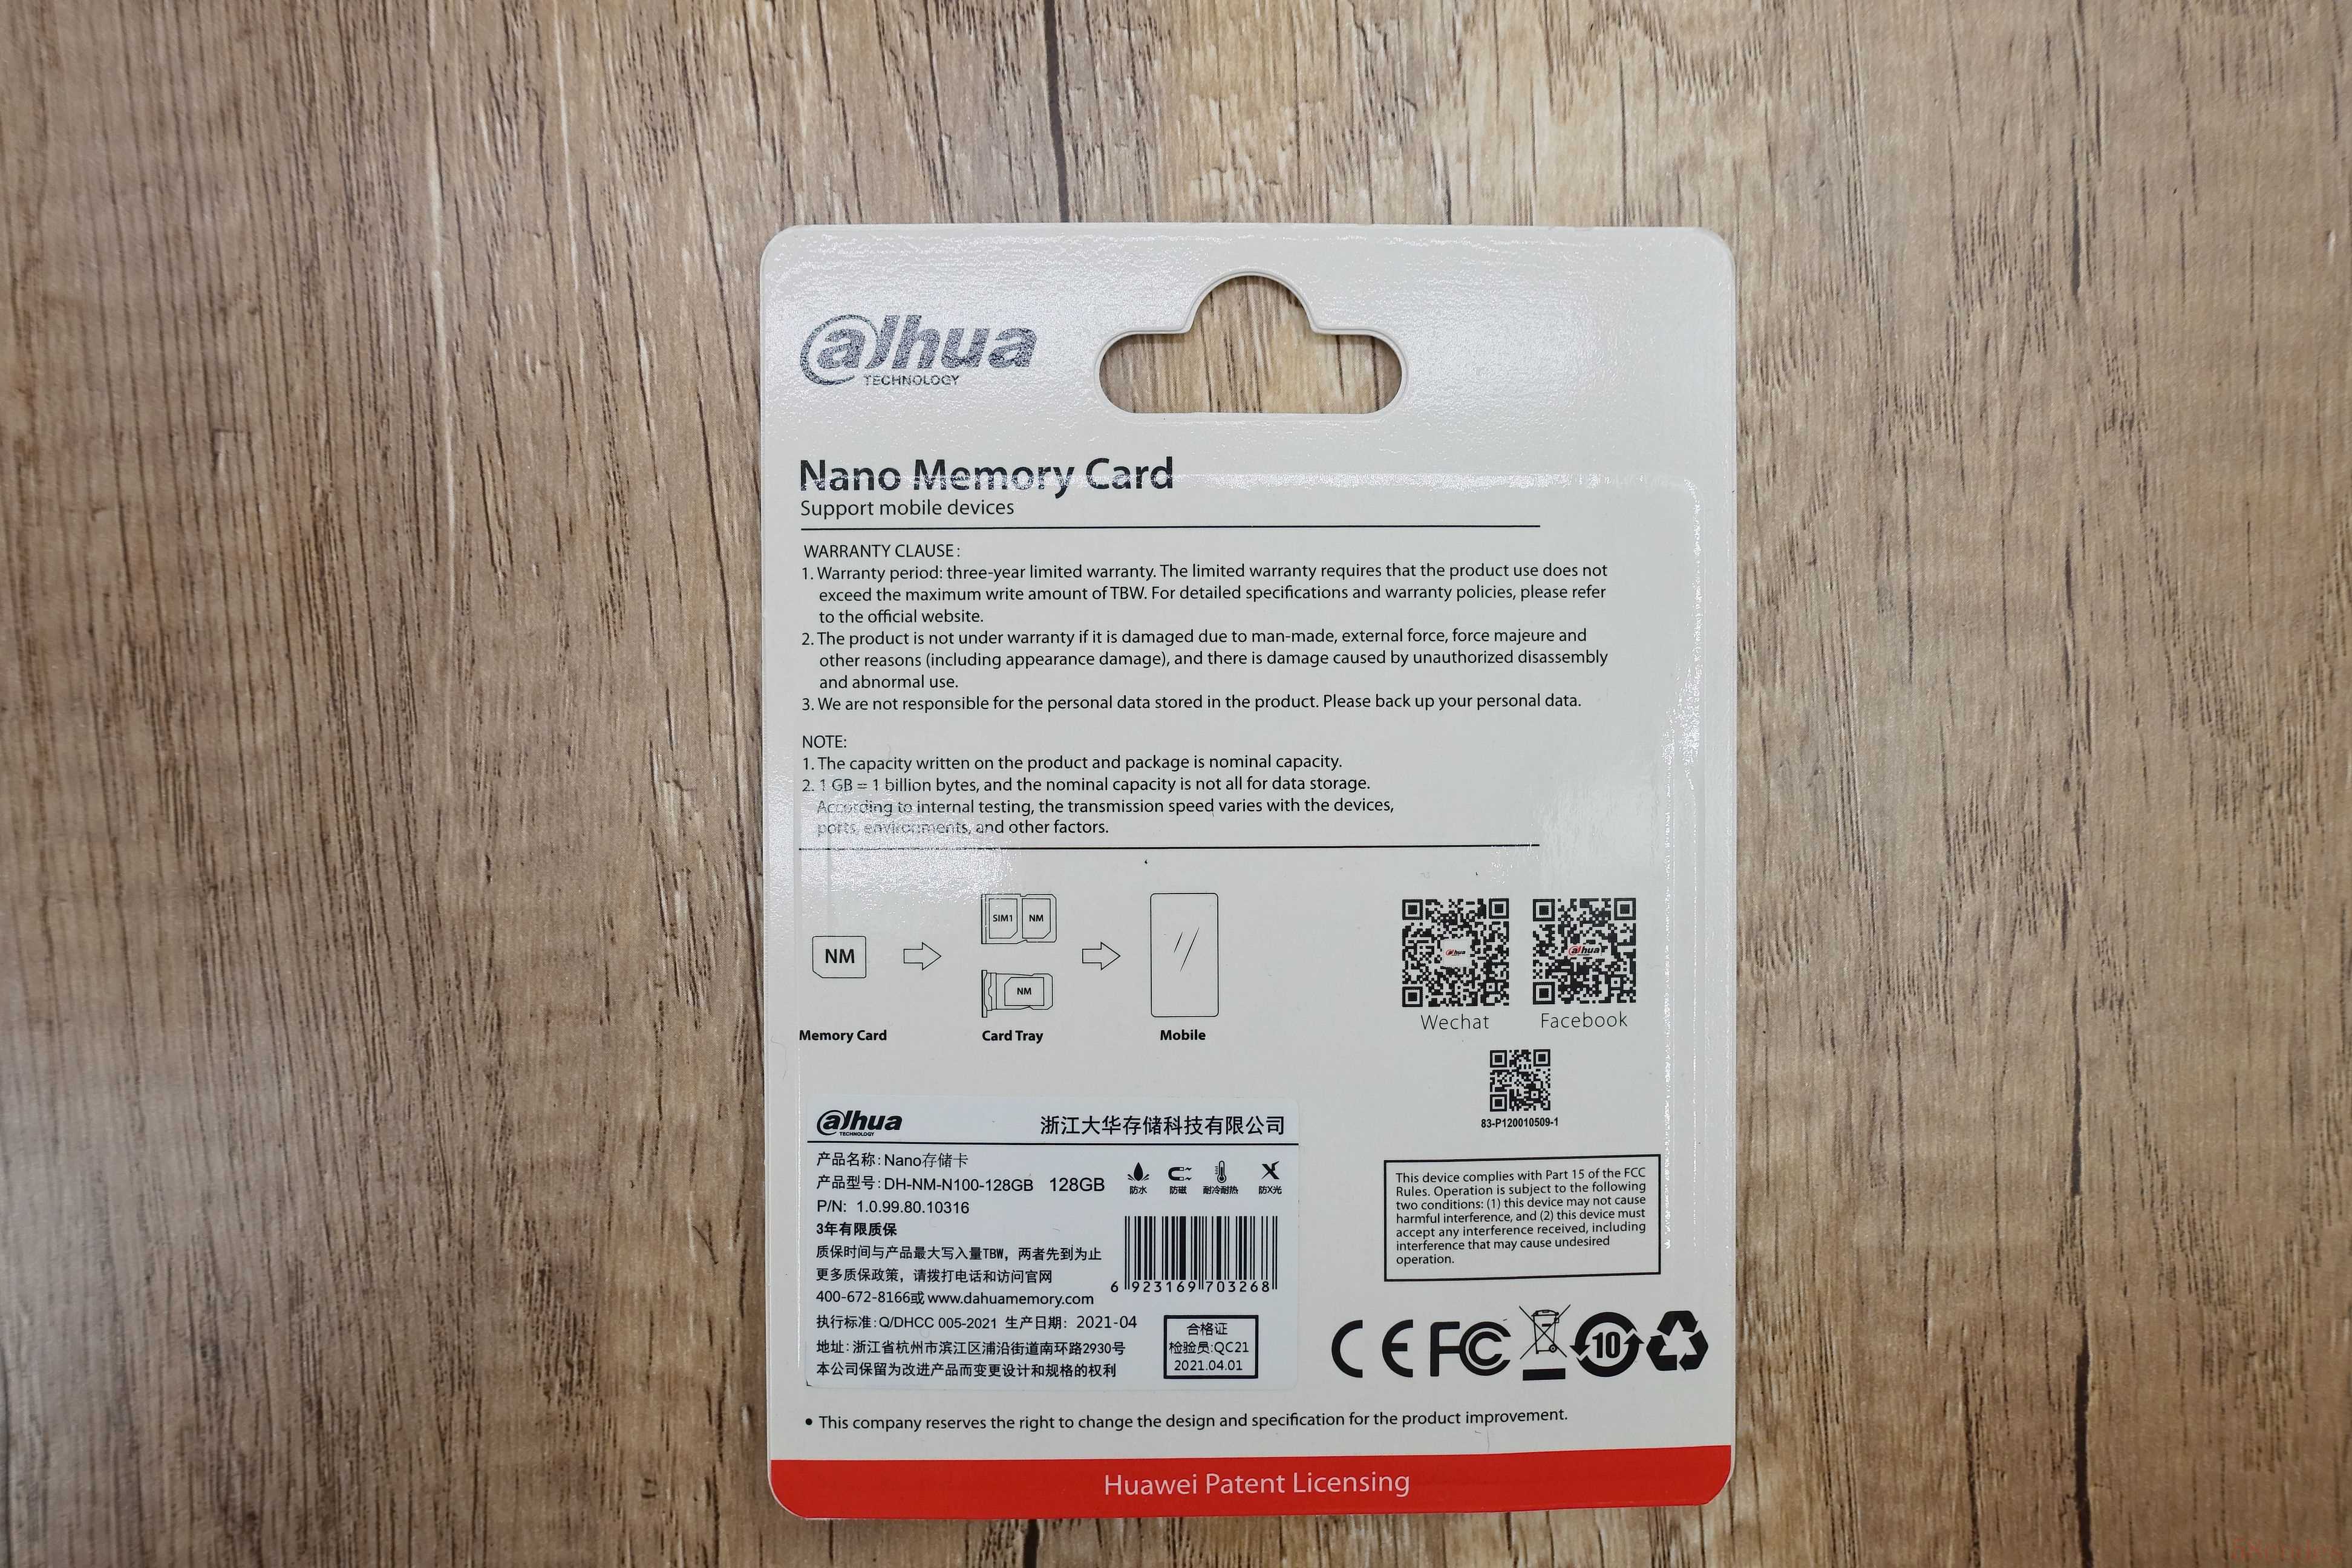 alhua
TECHNOLOGY
Nano Memory Card
Support mobile devices
WARRANTY CLAUSE:
1. Warranty period: three-year limited warranty. The limited warranty requires that the product use does not
exceed the maximum write amount of TBW. For detailed specifications and warranty policies, please refer
to the official website.
2. The product is not under warranty if it is damaged due to man-made, external force, force majeure and
other reasons (including appearance damage), and there is damage caused by unauthorized disassembly
and abnormal use.
3. We are not responsible for the personal data stored in the product. Please back up your personal data.
NOTE:
1. The capacity written on the product and package is nominal capacity.
2. 1 GB = 1 billion bytes, and the nominal capacity is not all for data storage.
According to internal testing, the transmission speed varies with the devices,
ports, environments, and other factors.
SIM1 NM
NM
NM
Memory Card
Card Tray
Mobile
alhua
alhua
Wechat
Facebook
83-P120010509-1
alhua
TECHNOLOGY
浙江大华存储科技有限公司
产品名称: Nano存储卡
产品型号: DH-NM-N100-128GB 128GB
P/N: 1.0.99.80.10316
3年有限质保
质保时间与产品最大写入量TBW，两者先到为止
更多质保政策，请拨打电话和访问官网
400-672-8166或 www.dahuamemory.com
执行标准: Q/DHCC 005-2021 生产日期: 2021-04
地址: 浙江省杭州市滨江区浦沿街道南环路2930号
本公司保留为改进产品而变更设计和规格的权利
防水 防磁 耐冷耐热 防X光
6 923169 703268
合格证
检验员:QC21
2021.04.01
This device complies with Part 15 of the FCC
Rules. Operation is subject to the following
two conditions: (1) this device may not cause
harmful interference, and (2) this device must
accept any interference received, including
interference that may cause undesired
operation.
CE FC 10
• This company reserves the right to change the design and specification for the product improvement.
Huawei Patent Licensing